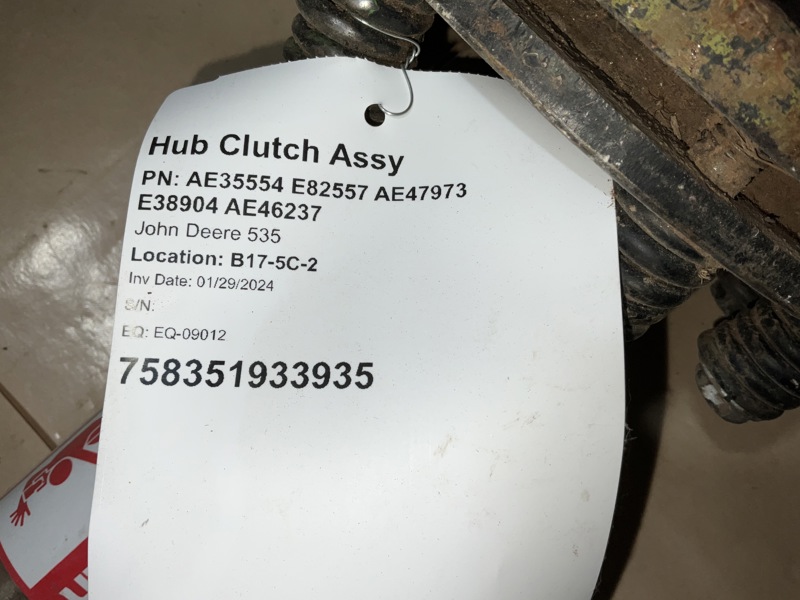 Hub Clutch Assy
PN: AE35554 E82557 AE47973
E38904 AE46237
John Deere 535
Location: B17-5C-2
Inv Date: 01/29/2024
S/N:
EQ: EQ-09012
758351933935